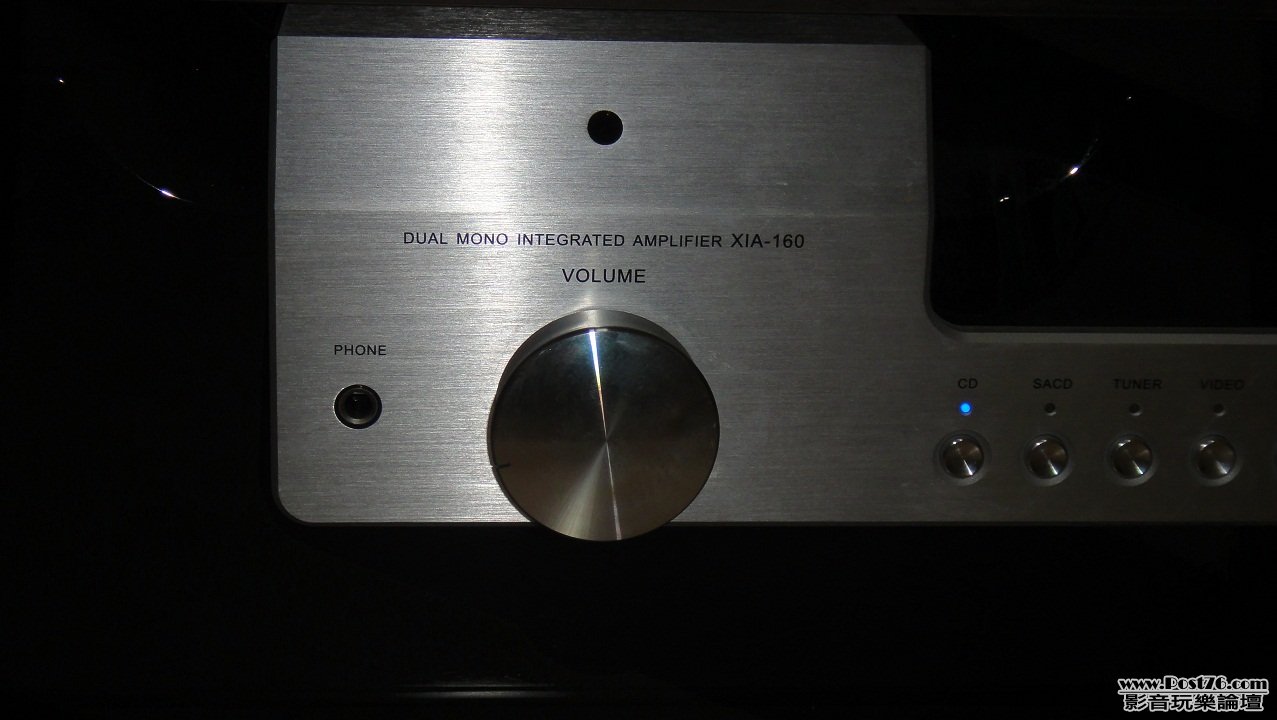 DUAL MONO INTEGRATED AMPLIFIER XIA-160
VOLUME
PHONE
CD SACD TUNER VIDEO
www.Post76.com
影音玩樂論壇